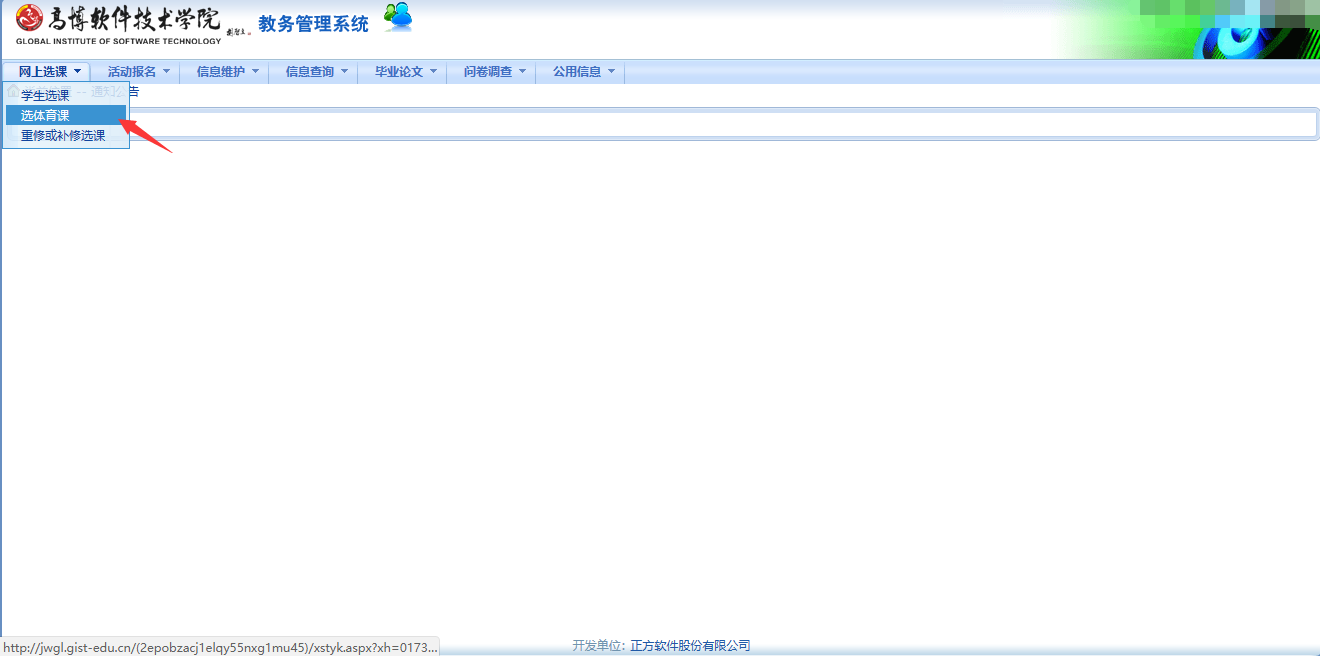 高博软件技术学院
GLOBAL INSTITUTE OF SOFTWARE TECHNOLOGY
教务管理系统
网上选课 活动报名 信息维护 信息查询 毕业论文 问卷调查 公用信息
通知公告
学生选课
选体育课
重修或补修选课
http://jwgl.gist-edu.cn/(2epobzacj1elqy55nxg1mu45)/xstyk.aspx?xh=0173...
开发单位：正方软件股份有限公司